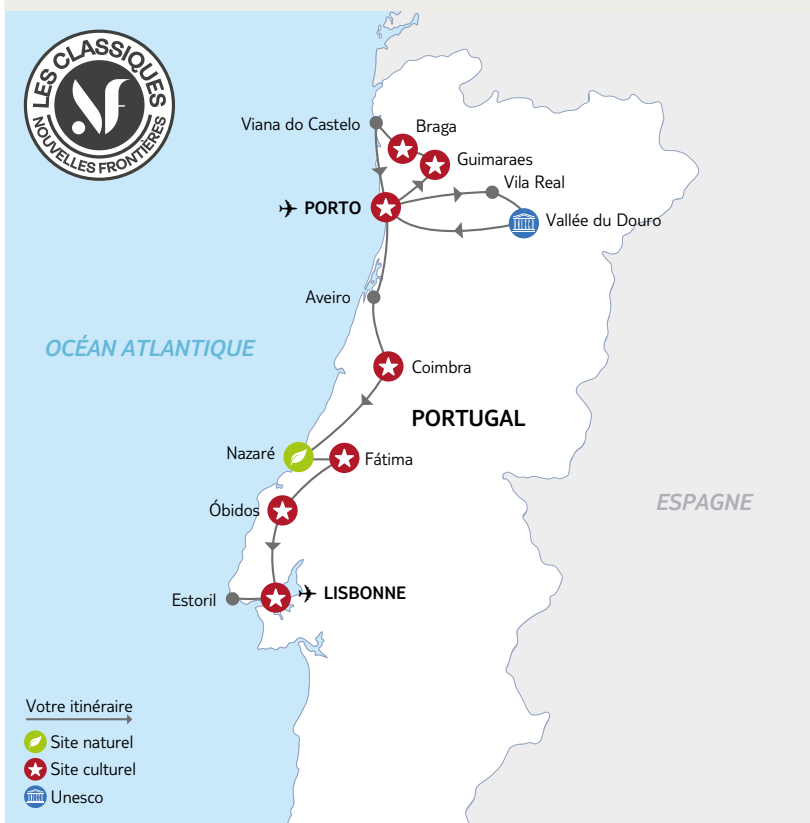 LES CLASSIQUES
NF
NOUVELLES FRONTIÈRES
Viana do Castelo
Braga
Guimaraes
Vila Real
PORTO
Vallée du Douro
Aveiro
OCÉAN ATLANTIQUE
Coimbra
PORTUGAL
Nazaré
Fátima
ESPAGNE
Óbidos
Estoril
LISBONNE
Votre itinéraire
Site naturel
Site culturel
Unesco